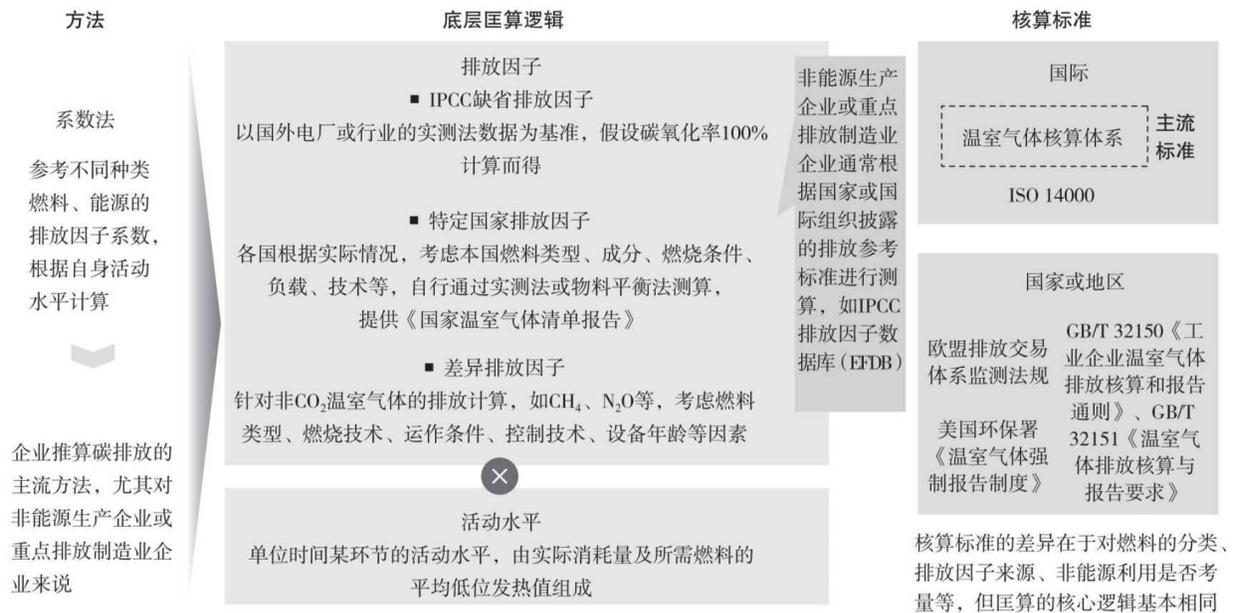 方法
系数法
参考不同种类
燃料、能源的
排放因子系数，
根据自身活动
水平计算
企业推算碳排放的
主流方法，尤其对
非能源生产企业或
重点排放制造业企
业来说
底层匡算逻辑
排放因子
■ IPCC缺省排放因子
以国外电厂或行业的实测法数据为基准，假设碳氧化率100%
计算而得
■ 特定国家排放因子
各国根据实际情况，考虑本国燃料类型、成分、燃烧条件、
负载、技术等，自行通过实测法或物料平衡法测算，
提供《国家温室气体清单报告》
■ 差异排放因子
针对非CO₂温室气体的排放计算，如CH₄、N₂O等，考虑燃料
类型、燃烧技术、运作条件、控制技术、设备年龄等因素
×
活动水平
单位时间某环节的活动水平，由实际消耗量及所需燃料的
平均低位发热值组成
非能源生产
企业或重点
排放制造业
企业通常根
据国家或国
际组织披露
的排放参考
标准进行测
算，如IPCC
排放因子数
据库（EFDB）
核算标准
国际
温室气体核算体系
主流
标准
ISO 14000
国家或地区
欧盟排放交易
体系监测法规
美国环保署
《温室气体强
制报告制度》
GB/T 32150《工
业企业温室气体
排放核算和报告
通则》、GB/T
32151《温室气
体排放核算与
报告要求》
核算标准的差异在于对燃料的分类、
排放因子来源、非能源利用是否考
量等，但匡算的核心逻辑基本相同